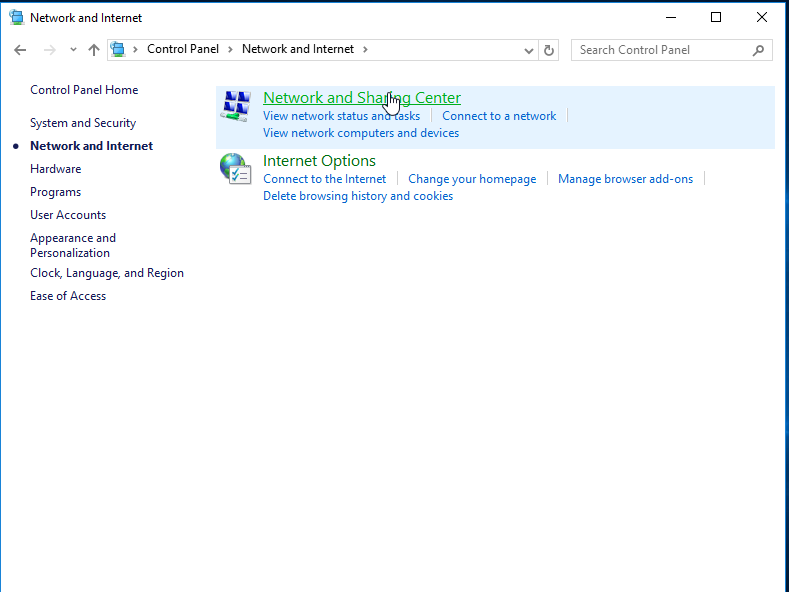 Network and Internet
Control Panel > Network and Internet >
Search Control Panel
Control Panel Home
System and Security
Network and Internet
Hardware
Programs
User Accounts
Appearance and
Personalization
Clock, Language, and Region
Ease of Access
Network and Sharing Center
View network status and tasks
Connect to a network
View network computers and devices
Internet Options
Connect to the Internet
Change your homepage
Manage browser add-ons
Delete browsing history and cookies